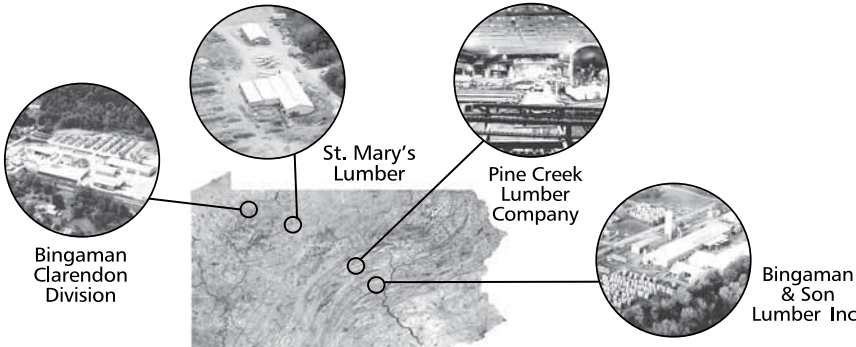 St. Mary's
Lumber
Pine Creek
Lumber
Company
Bingaman
Clarendon
Division
Bingaman
& Son
Lumber Inc